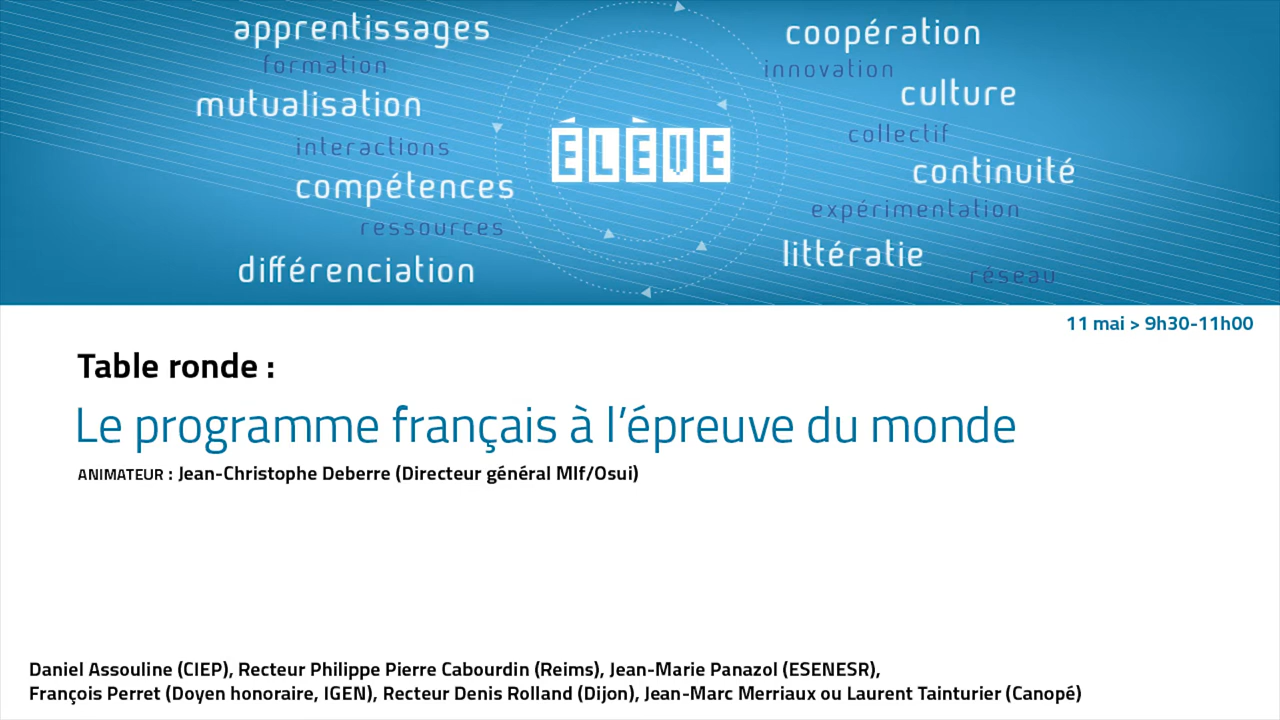 apprentissages
formation
mutualisation
interactions
compétences
ressources
différenciation
ÉLÈVE
coopération
innovation
culture
collectif
continuité
expérimentation
littératie
réseau
11 mai > 9h30-11h00
Table ronde :
Le programme français à l’épreuve du monde
ANIMATEUR : Jean-Christophe Deberre (Directeur général Mlf/Osui)
Daniel Assouline (CIEP), Recteur Philippe Pierre Cabourdin (Reims), Jean-Marie Panazol (ESENESR),
François Perret (Doyen honoraire, IGEN), Recteur Denis Rolland (Dijon), Jean-Marc Merriaux ou Laurent Tainturier (Canopé)